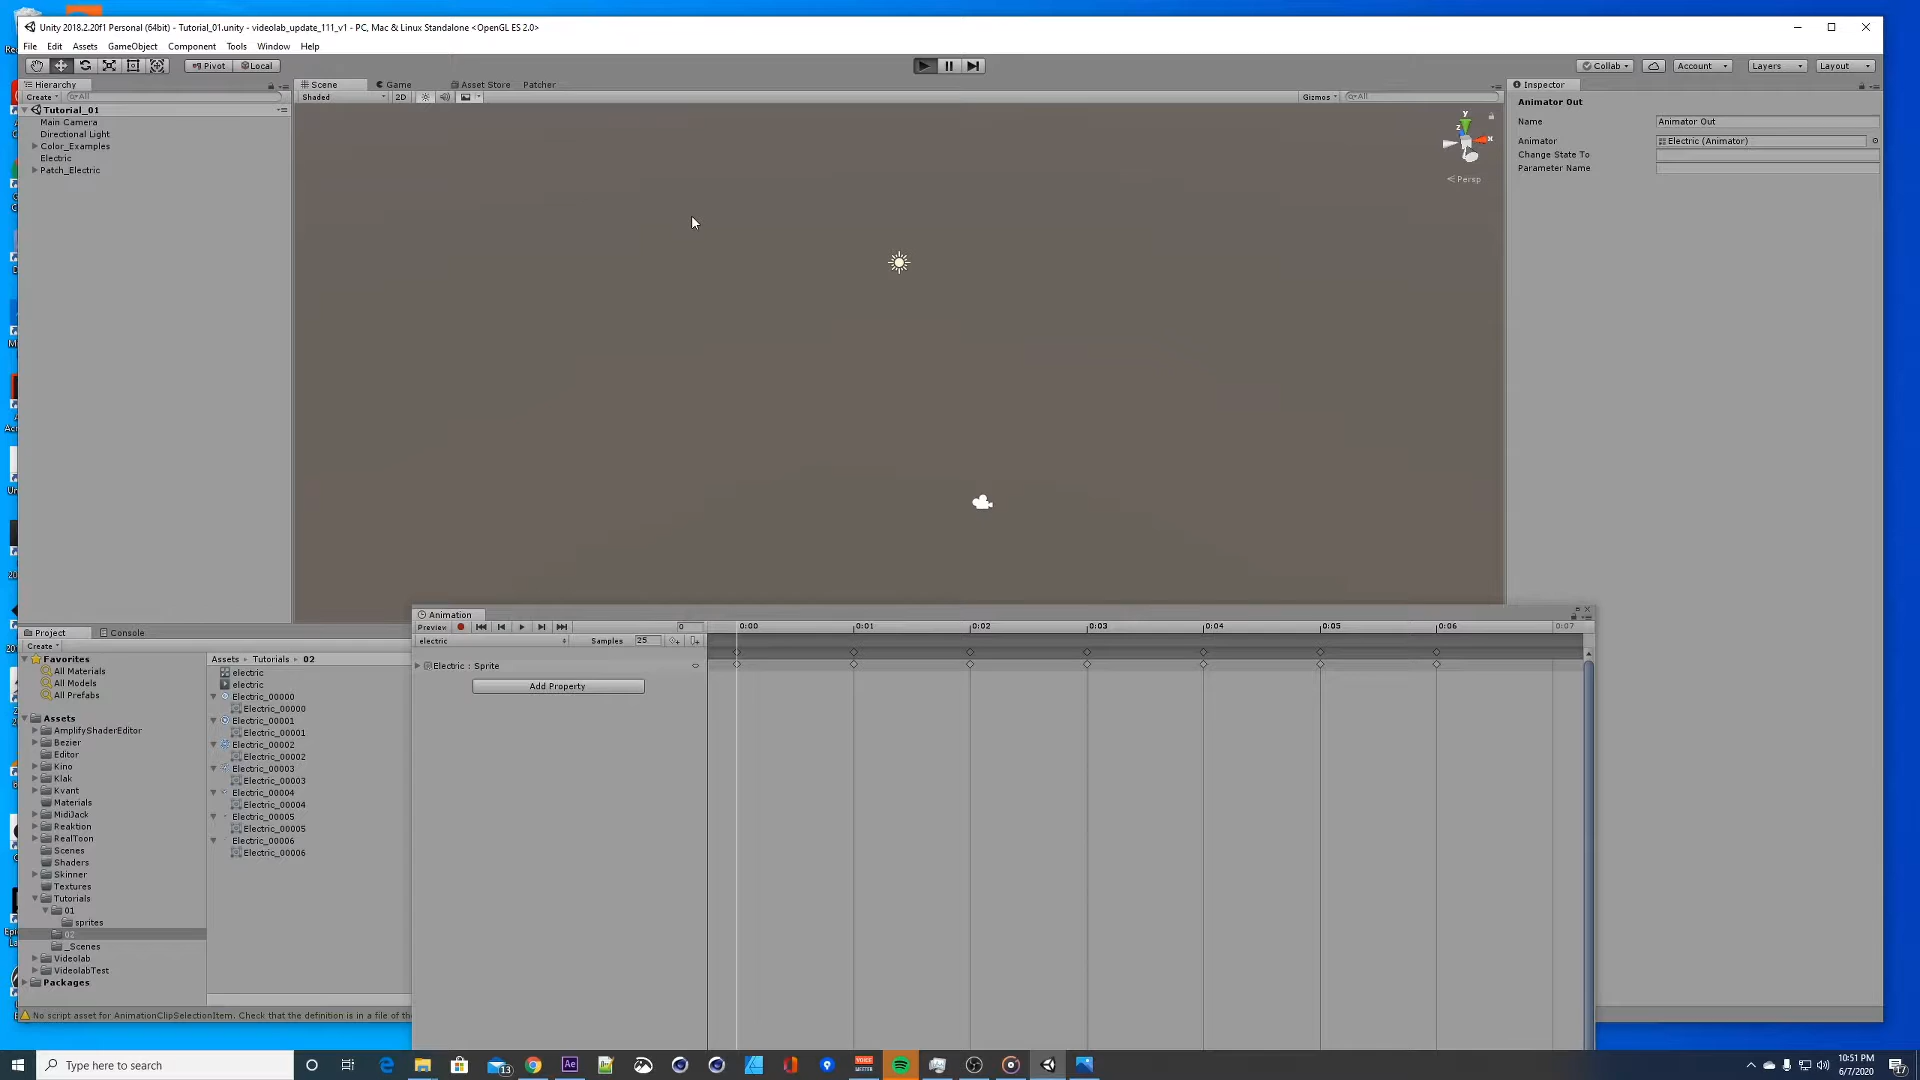 Unity 2018.2.20f1 Personal (64bit) - Tutorial_01.unity - videolab_update_111_v1 - PC, Mac & Linux Standalone <OpenGL ES 2.0>
File Edit Assets GameObject Component Tools Window Help
Pivot Local
Collab Account Layers Layout
Hierarchy
Create All
Tutorial_01
Main Camera
Directional Light
Color_Examples
Electric
Patch_Electric
Scene Game Asset Store Patcher
Shaded 2D Gizmos All
y
z
x
Persp
Inspector
Animator Out
Name Animator Out
Animator Electric (Animator)
Change State To
Parameter Name
Project Console
Create
Favorites
All Materials
All Models
All Prefabs
Assets
AmplifyShaderEditor
Bezier
Editor
Kino
Klak
Kvant
Materials
MidiJack
Reaktion
RealToon
Scenes
Shaders
Skinner
Textures
Tutorials
01
sprites
02
_Scenes
Videolab
VideolabTest
Packages
Assets Tutorials 02
electric
electric
Electric_00000
Electric_00000
Electric_00001
Electric_00001
Electric_00002
Electric_00002
Electric_00003
Electric_00003
Electric_00004
Electric_00004
Electric_00005
Electric_00005
Electric_00006
Electric_00006
Animation
Preview 0
electric Samples 25
0:00 0:01 0:02 0:03 0:04 0:05 0:06 0:07
Electric : Sprite
Add Property
No script asset for AnimationClipSelectionItem. Check that the definition is in a file of the
Type here to search
13
Ae
10:51 PM
6/7/2020
17